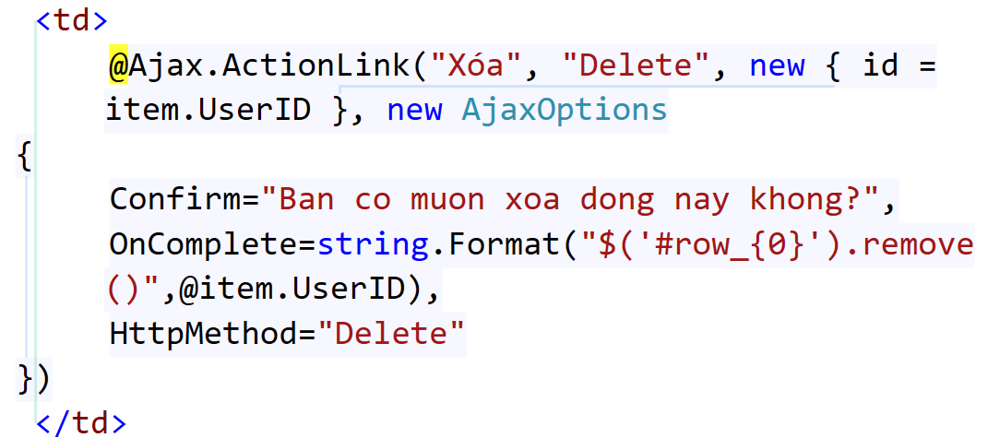 <td>
@Ajax.ActionLink("Xóa", "Delete", new { id =
item.UserID }, new AjaxOptions
{
Confirm="Ban co muon xoa dong nay khong?",
OnComplete=string.Format("$('#row_{0}').remove
()",@item.UserID),
HttpMethod="Delete"
})
</td>